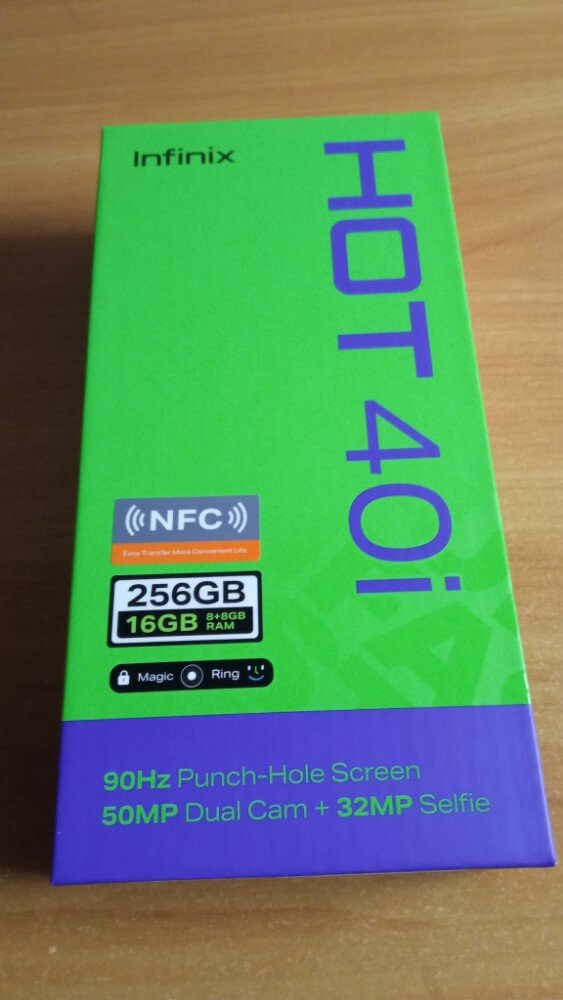 Infinix
HOT 40i
NFC
Easy Transfer More Convenient Life
256GB
16GB 8+8GB
RAM
Magic Ring
90Hz Punch-Hole Screen
50MP Dual Cam + 32MP Selfie